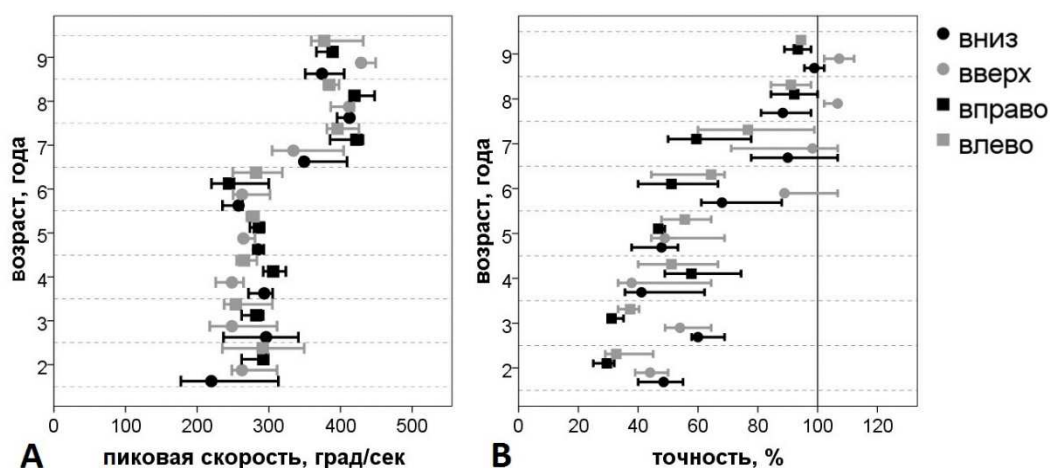 9
8
7
6
5
4
3
2
возраст, года
0 100 200 300 400 500
A
пиковая скорость, град/сек
9
8
7
6
5
4
3
2
возраст, года
0 20 40 60 80 100 120
B
точность, %
вниз
вверх
вправо
влево